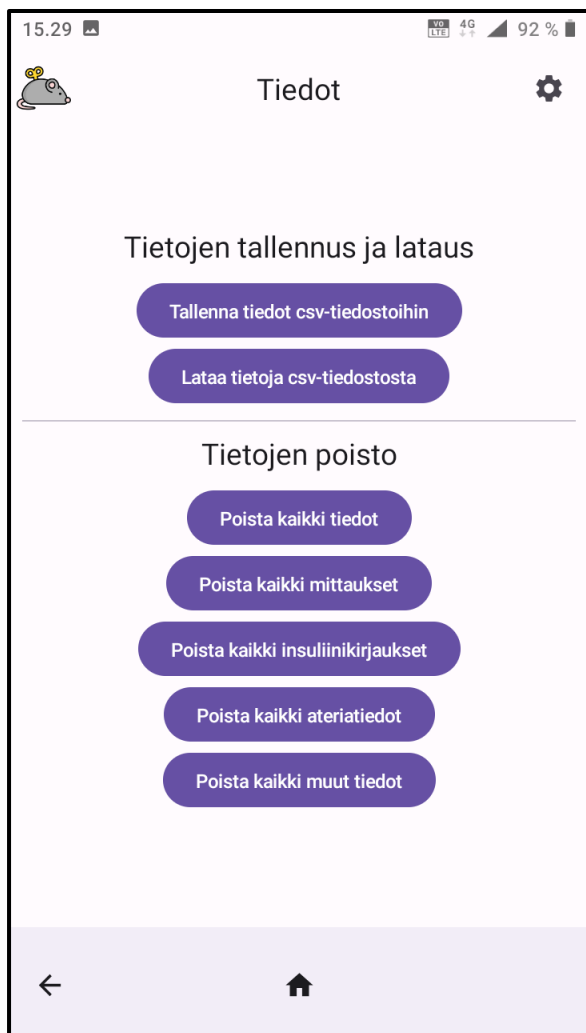 15.29 VO LTE 4G 92 %
Tiedot
Tietojen tallennus ja lataus
Tallenna tiedot csv-tiedostoihin
Lataa tietoja csv-tiedostosta
Tietojen poisto
Poista kaikki tiedot
Poista kaikki mittaukset
Poista kaikki insuliinikirjaukset
Poista kaikki ateriatiedot
Poista kaikki muut tiedot